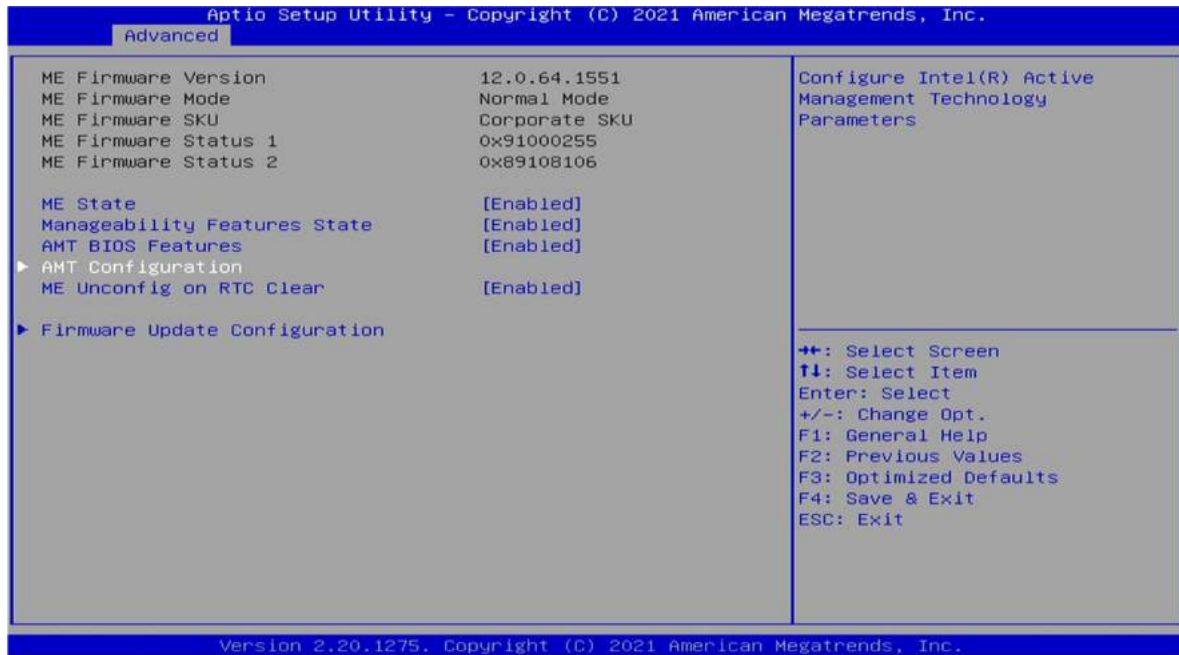 Aptio Setup Utility – Copyright (C) 2021 American Megatrends, Inc.
Advanced
ME Firmware Version 12.0.64.1551
ME Firmware Mode Normal Mode
ME Firmware SKU Corporate SKU
ME Firmware Status 1 0x91000255
ME Firmware Status 2 0x89108106
ME State [Enabled]
Manageability Features State [Enabled]
AMT BIOS Features [Enabled]
► AMT Configuration
ME Unconfig on RTC Clear [Enabled]
► Firmware Update Configuration
Configure Intel(R) Active
Management Technology
Parameters
→←: Select Screen
↑↓: Select Item
Enter: Select
+/-: Change Opt.
F1: General Help
F2: Previous Values
F3: Optimized Defaults
F4: Save & Exit
ESC: Exit
Version 2.20.1275. Copyright (C) 2021 American Megatrends, Inc.